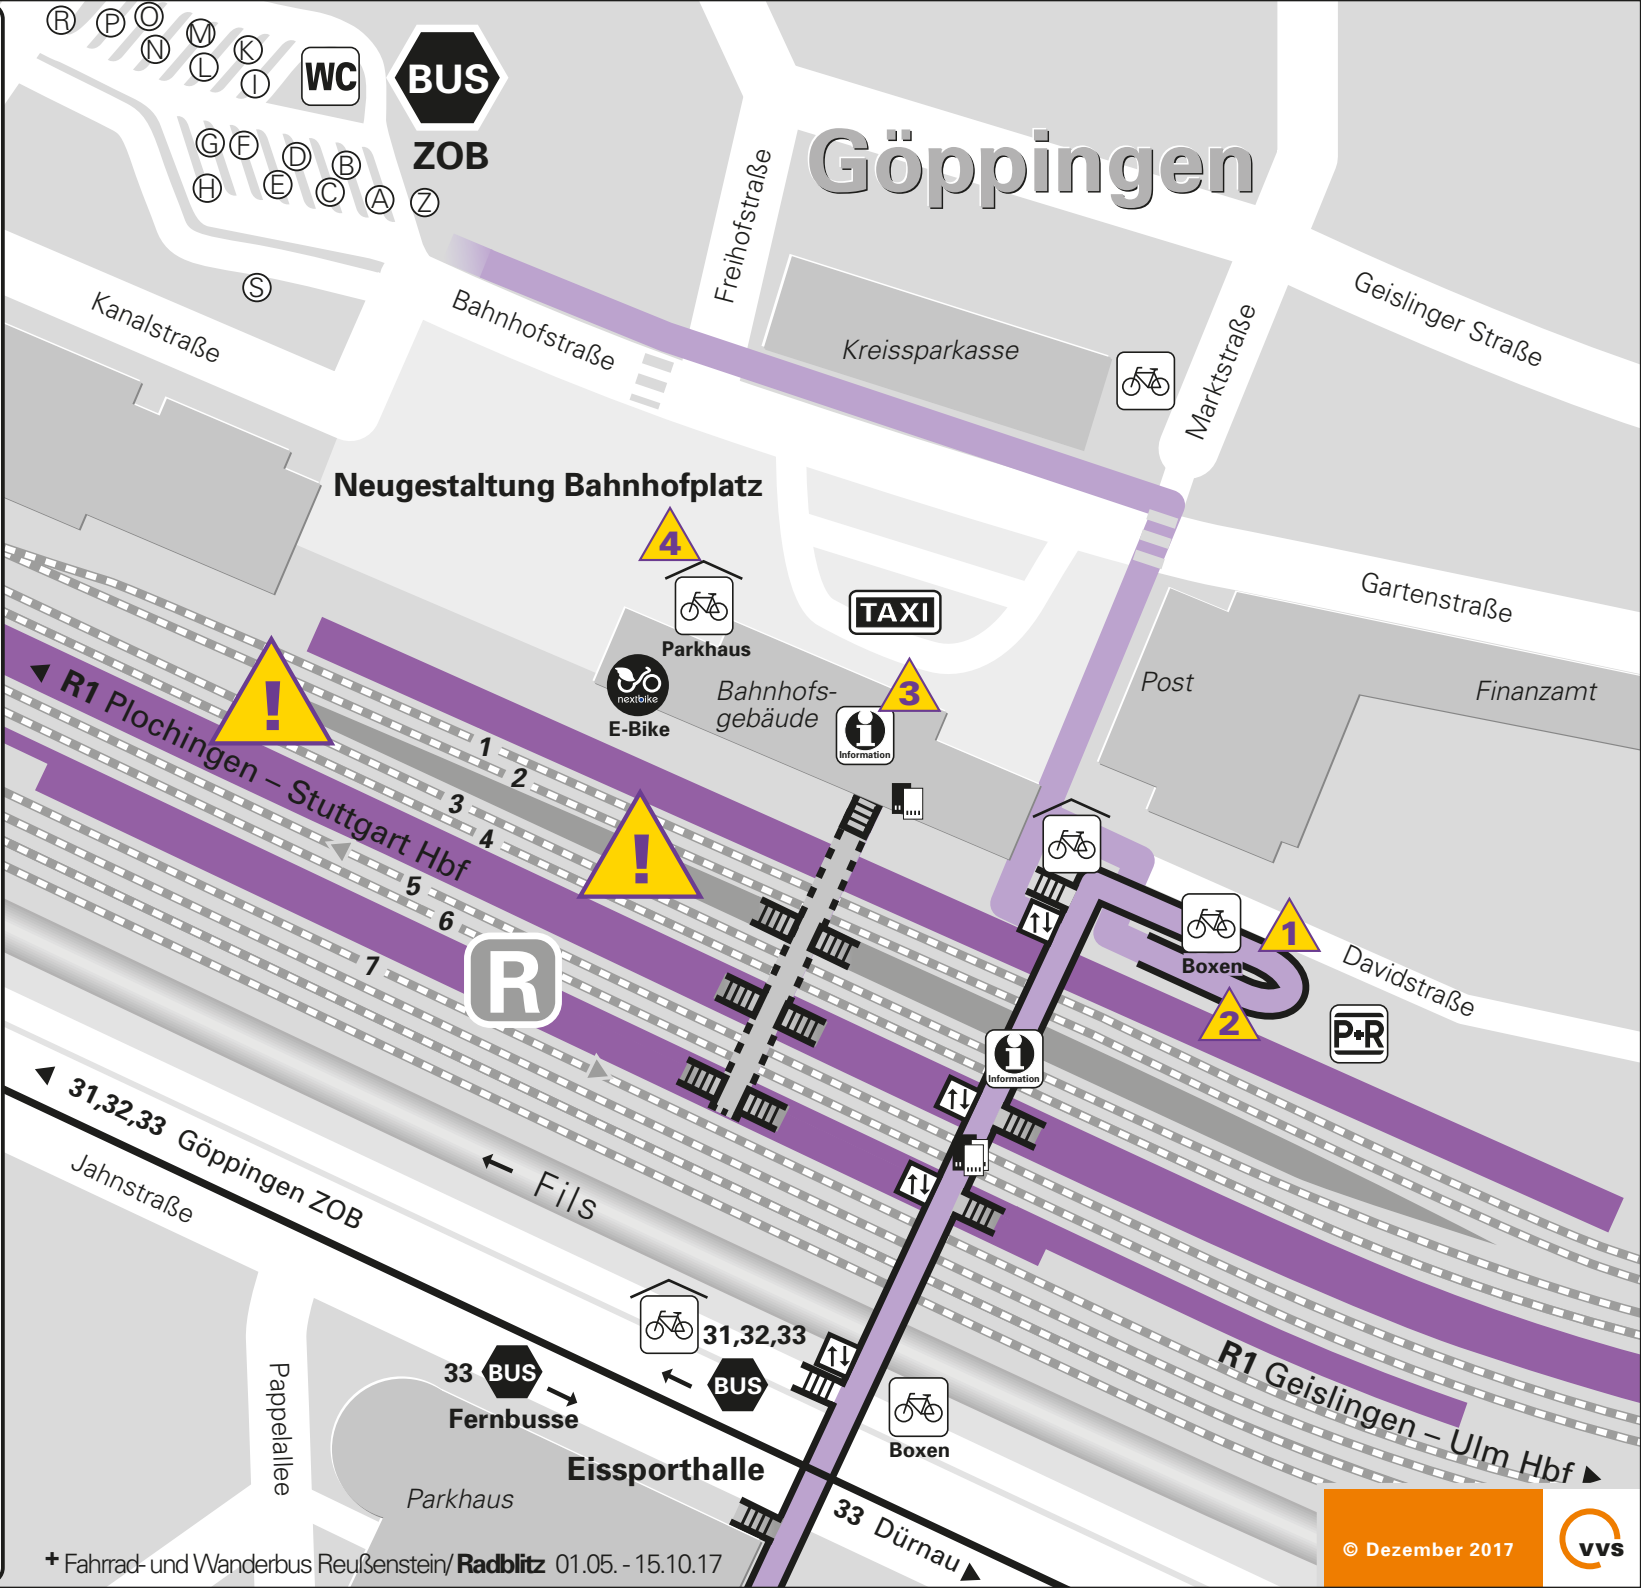 R
P
O
N
M
L
K
I
WC
BUS
ZOB
G
F
D
B
H
E
C
A
Z
S
Göppingen
Freihofstraße
Kanalstraße
Bahnhofstraße
Kreissparkasse
Marktstraße
Geislinger Straße
Neugestaltung Bahnhofplatz
4
Parkhaus
TAXI
Gartenstraße
nextbike
E-Bike
Bahnhofs-
gebäude
3
Information
Post
Finanzamt
R1 Plochingen – Stuttgart Hbf
!
!
1
2
3
4
5
6
7
R
Boxen
1
2
Davidstraße
P+R
Information
31,32,33 Göppingen ZOB
Jahnstraße
Fils
31,32,33
BUS
33 BUS
Fernbusse
Pappelallee
Boxen
Eissporthalle
Parkhaus
R1 Geislingen – Ulm Hbf
33 Dürnau
+ Fahrrad- und Wanderbus Reußenstein/ Radblitz 01.05. - 15.10.17
© Dezember 2017
vvs